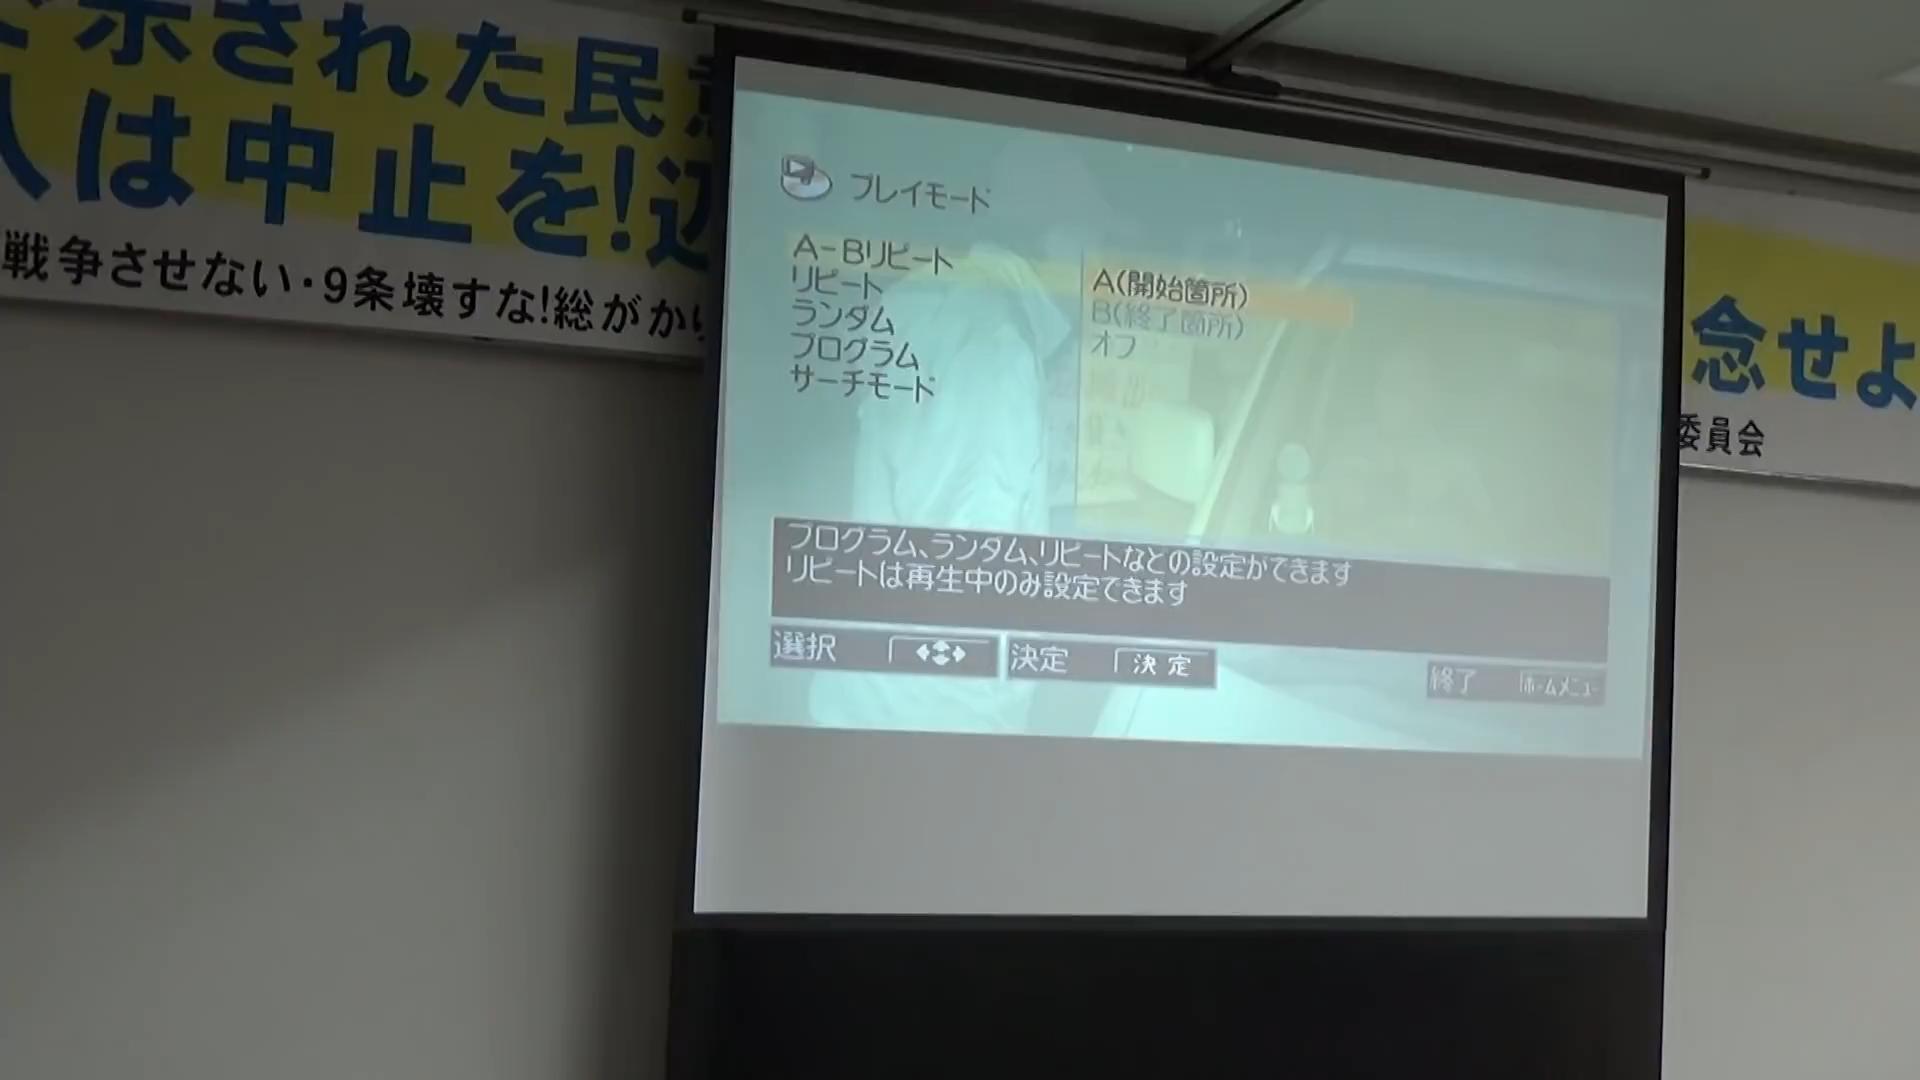 示された民意
は中止を!辺
戦争させない・9条壊すな!総がかり
念せよ
委員会
プレイモード
A-Bリピート
リピート
ランダム
プログラム
サーチモード
A(開始箇所)
B(終了箇所)
オフ
プログラム、ランダム、リピートなどの設定ができます
リピートは再生中のみ設定できます
選択 決定 決定 終了 ホームメニュー